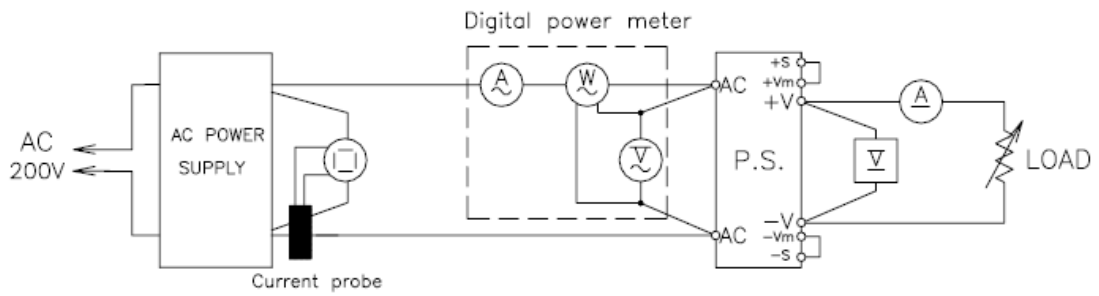 Digital power meter
AC
200V
AC POWER
SUPPLY
Current probe
A
W
V
AC
AC
P.S.
+S
+Vm
+V
-V
-Vm
-S
A
V
LOAD